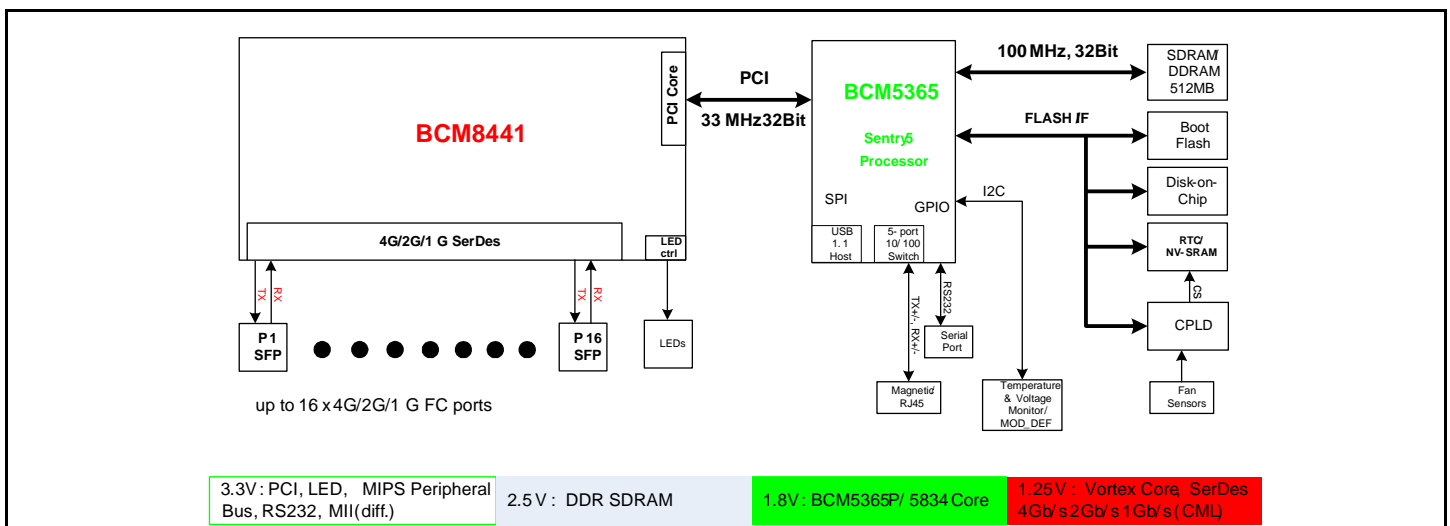 BCM8441
PCI Core
4G/2G/1 G SerDes
LED
ctrl
TX
RX
TX
RX
P 1
SFP
P 16
SFP
LEDs
up to 16 x 4G/2G/1 G FC ports
PCI
33 MHz32Bit
BCM5365
Sentry5
Processor
SPI
GPIO
USB
1. 1
Host
5- port
10/ 100
Switch
I2C
TX+/-, RX+/-
RS232
Serial
Port
Magnetic/
RJ45
Temperature
& Voltage
Monitor/
MOD_DEF
100 MHz, 32Bit
FLASH I/F
SDRAM/
DDRAM
512MB
Boot
Flash
Disk-on-
Chip
RTC/
NV-SRAM
CS
CPLD
Fan
Sensors
3.3V : PCI, LED, MIPS Peripheral
Bus, RS232, MII(diff.)
2.5 V : DDR SDRAM
1.8V : BCM5365P/ 5834 Core
1.25V : Vortex Core, SerDes
4Gb/ s 2Gb/ s 1Gb/ s ( CML)